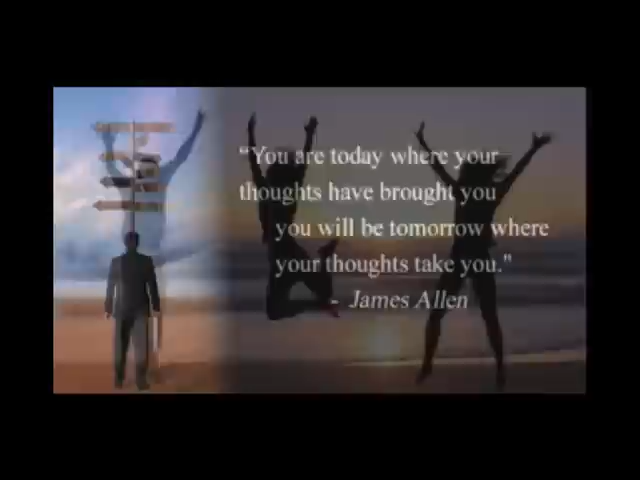 “You are today where your
thoughts have brought you
you will be tomorrow where
your thoughts take you."
- James Allen